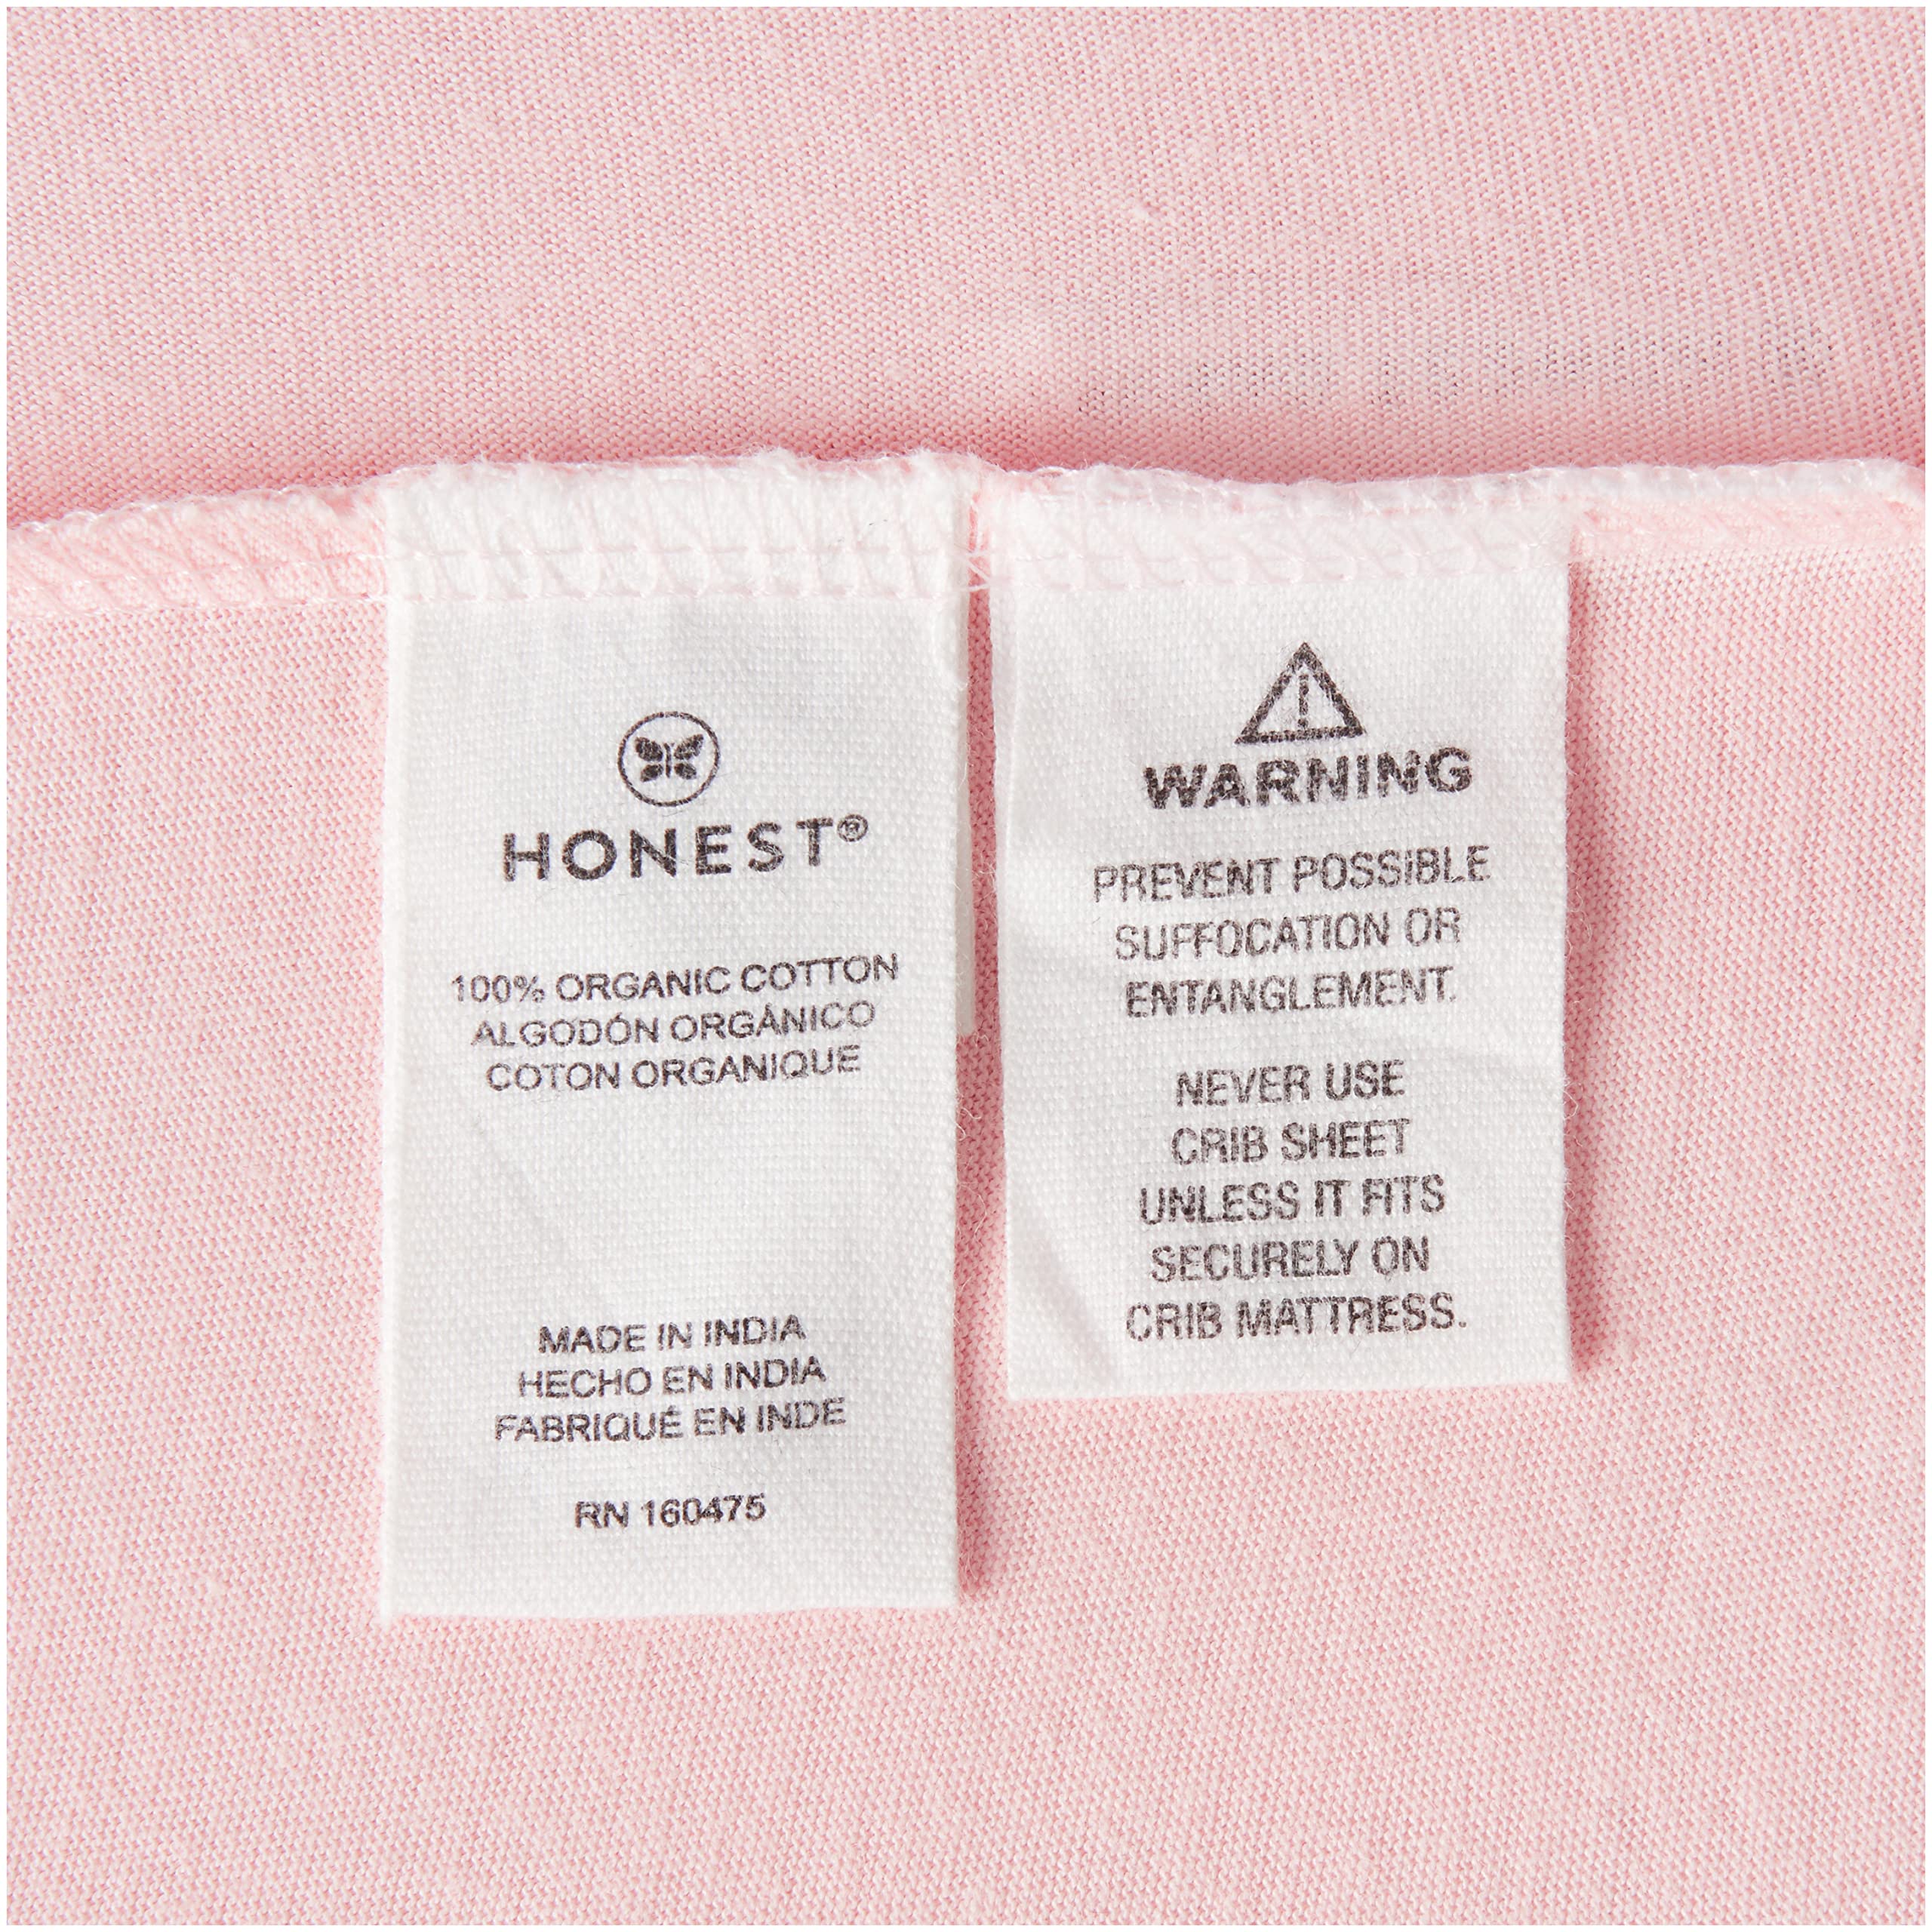 HONEST®
100% ORGANIC COTTON
ALGODÓN ORGÁNICO
COTON ORGANIQUE
MADE IN INDIA
HECHO EN INDIA
FABRIQUÉ EN INDE
RN 160475
WARNING
PREVENT POSSIBLE
SUFFOCATION OR
ENTANGLEMENT.
NEVER USE
CRIB SHEET
UNLESS IT FITS
SECURELY ON
CRIB MATTRESS.